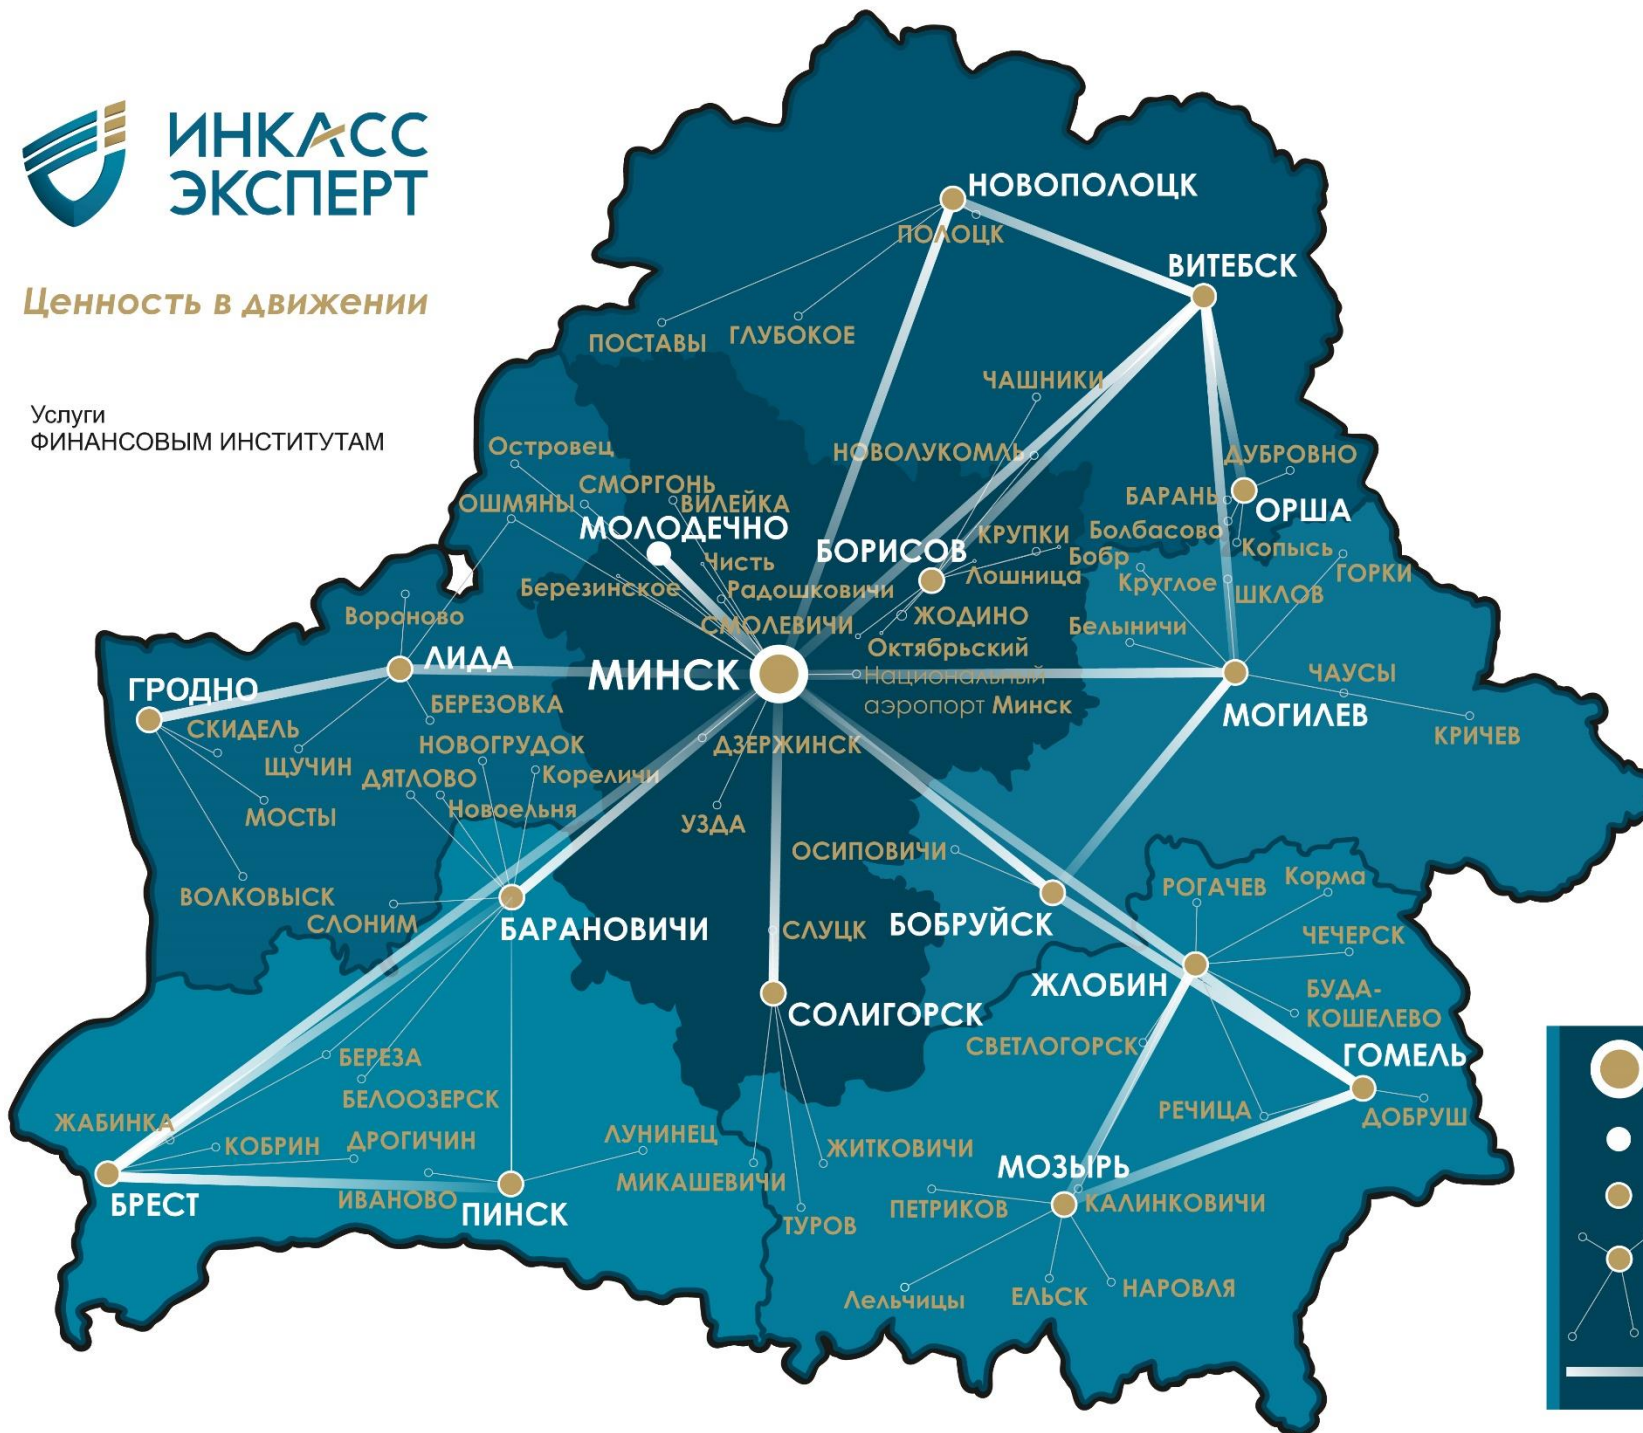 ИНКАСС
ЭКСПЕРТ
Ценность в движении
Услуги
ФИНАНСОВЫМ ИНСТИТУТАМ
НОВОПОЛОЦК
ПОЛОЦК
ВИТЕБСК
ПОСТАВЫ
ГЛУБОКОЕ
ЧАШНИКИ
Островец
НОВОЛУКОМЛЬ
ДУБРОВНО
СМОРГОНЬ
ОШМЯНЫ
ВИЛЕЙКА
БАРАНЬ
ОРША
МОЛОДЕЧНО
Болбасово
КРУПКИ
БОРИСОВ
Копысь
Бобр
Чисть
Лошница
ГОРКИ
Круглое
Березинское
Радошковичи
ШКЛОВ
Вороново
ЖОДИНО
СМОЛЕВИЧИ
Белыничи
Октябрьский
ЛИДА
МИНСК
Национальный
аэропорт Минск
ЧАУСЫ
ГРОДНО
БЕРЕЗОВКА
МОГИЛЕВ
СКИДЕЛЬ
КРИЧЕВ
НОВОГРУДОК
ДЗЕРЖИНСК
ЩУЧИН
ДЯТЛОВО
Кореличи
Новоельня
МОСТЫ
УЗДА
ОСИПОВИЧИ
Корма
РОГАЧЕВ
ВОЛКОВЫСК
СЛОНИМ
БАРАНОВИЧИ
СЛУЦК
БОБРУЙСК
ЧЕЧЕРСК
ЖЛОБИН
БУДА-
КОШЕЛЕВО
СОЛИГОРСК
СВЕТЛОГОРСК
ГОМЕЛЬ
БЕРЕЗА
БЕЛООЗЕРСК
РЕЧИЦА
ДОБРУШ
ЖАБИНКА
КОБРИН
ДРОГИЧИН
ЛУНИНЕЦ
ЖИТКОВИЧИ
МОЗЫРЬ
МИКАШЕВИЧИ
БРЕСТ
ИВАНОВО
ПИНСК
ПЕТРИКОВ
КАЛИНКОВИЧИ
ТУРОВ
Лельчицы
ЕЛЬСК
НАРОВЛЯ